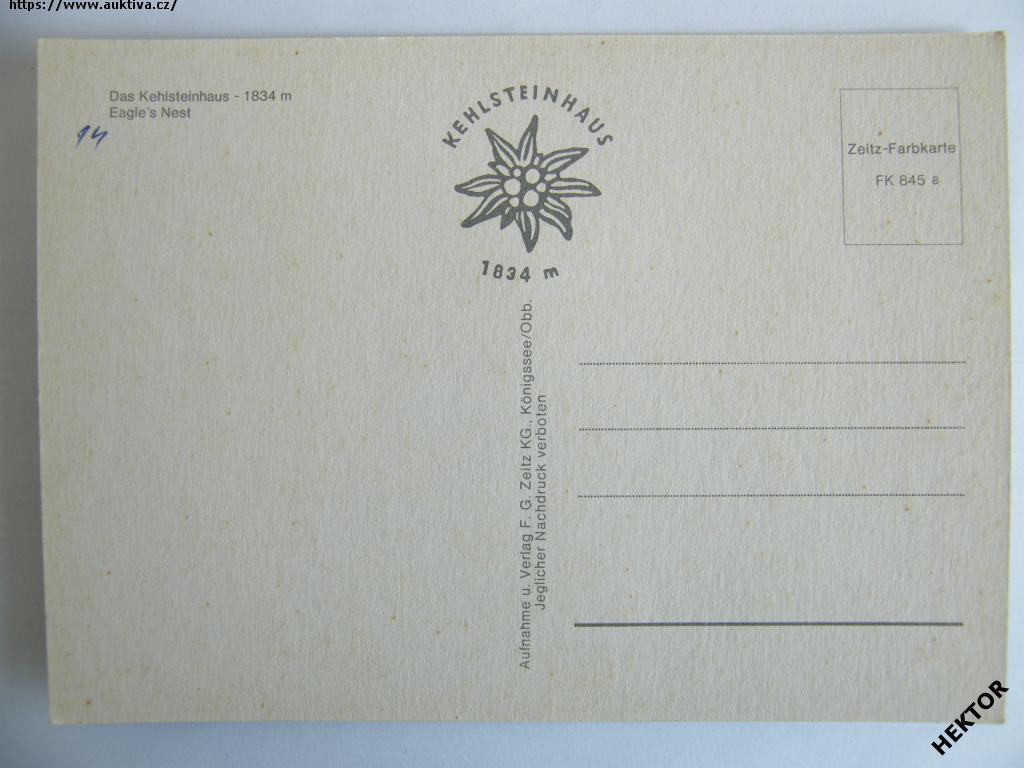 https://www.auktiva.cz/
Das Kehlsteinhaus - 1834 m
Eagle's Nest
94
KEHLSTEINHAUS
1834 m
Zeitz-Farbkarte
FK 845 a
Aufnahme u. Verlag F. G. Zeitz KG., Königssee/Obb.
Jeglicher Nachdruck verboten
HEKTOR